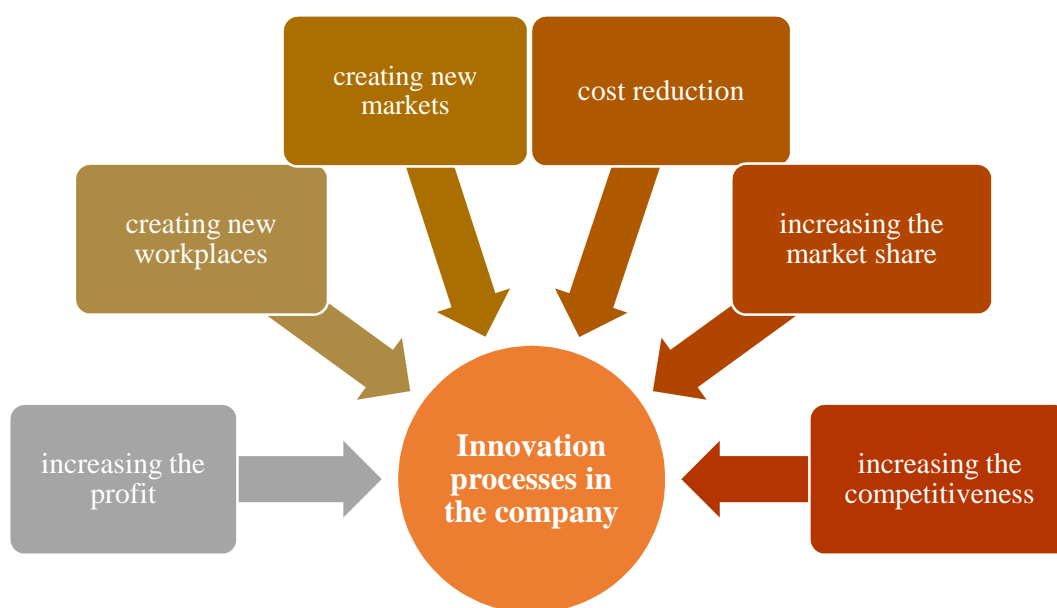 creating new
markets
cost reduction
creating new
workplaces
increasing the
market share
increasing the
profit
Innovation
processes in
the company
increasing the
competitiveness